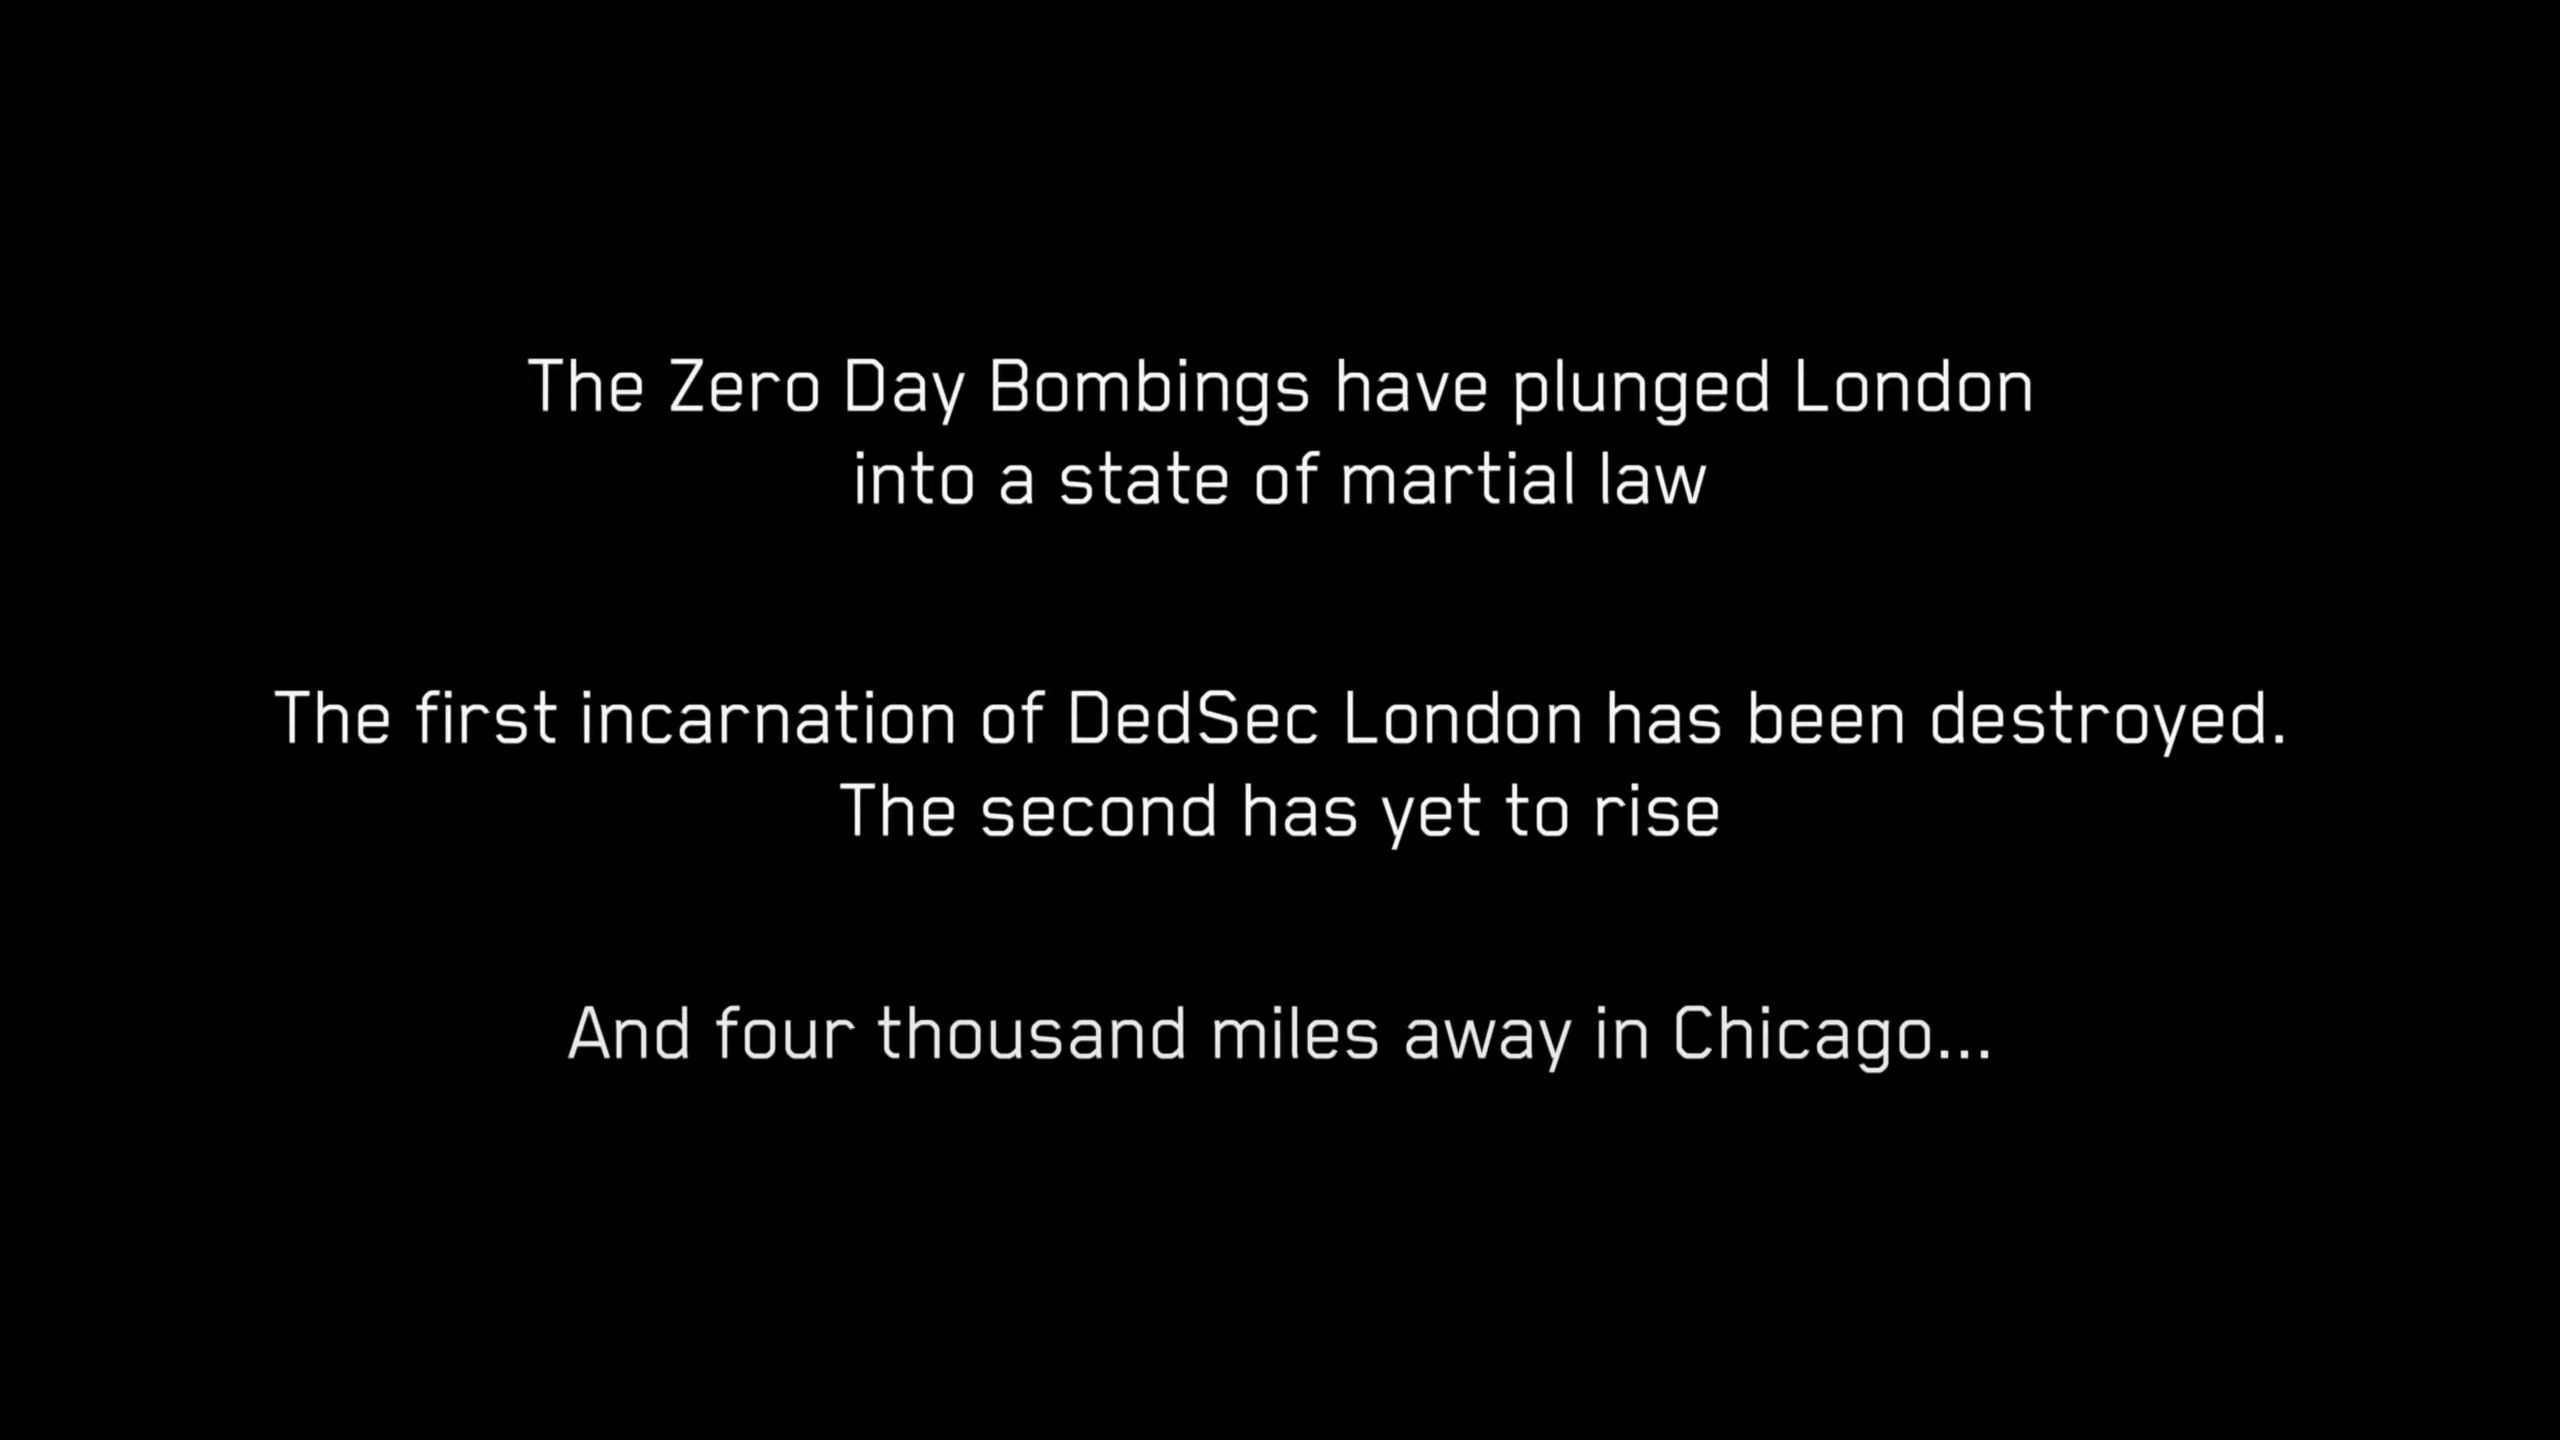 The Zero Day Bombings have plunged London
into a state of martial law
The first incarnation of DedSec London has been destroyed.
The second has yet to rise
And four thousand miles away in Chicago...